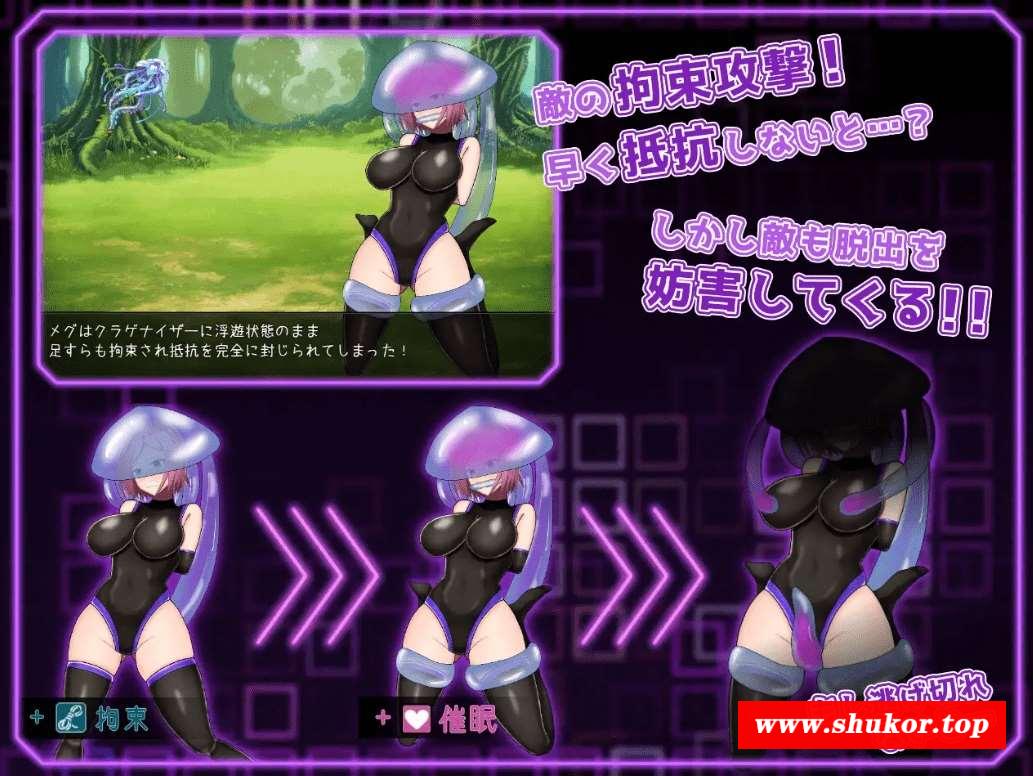 敵の拘束攻撃！
早く抵抗しないと…？
しかし敵も脱出を
妨害してくる!!
メグはクラゲナイザーに浮遊状態のまま
足すらも拘束され抵抗を完全に封じられてしまった！
+ 拘束
+ 催眠
逃げ切れ
www.shukor.top